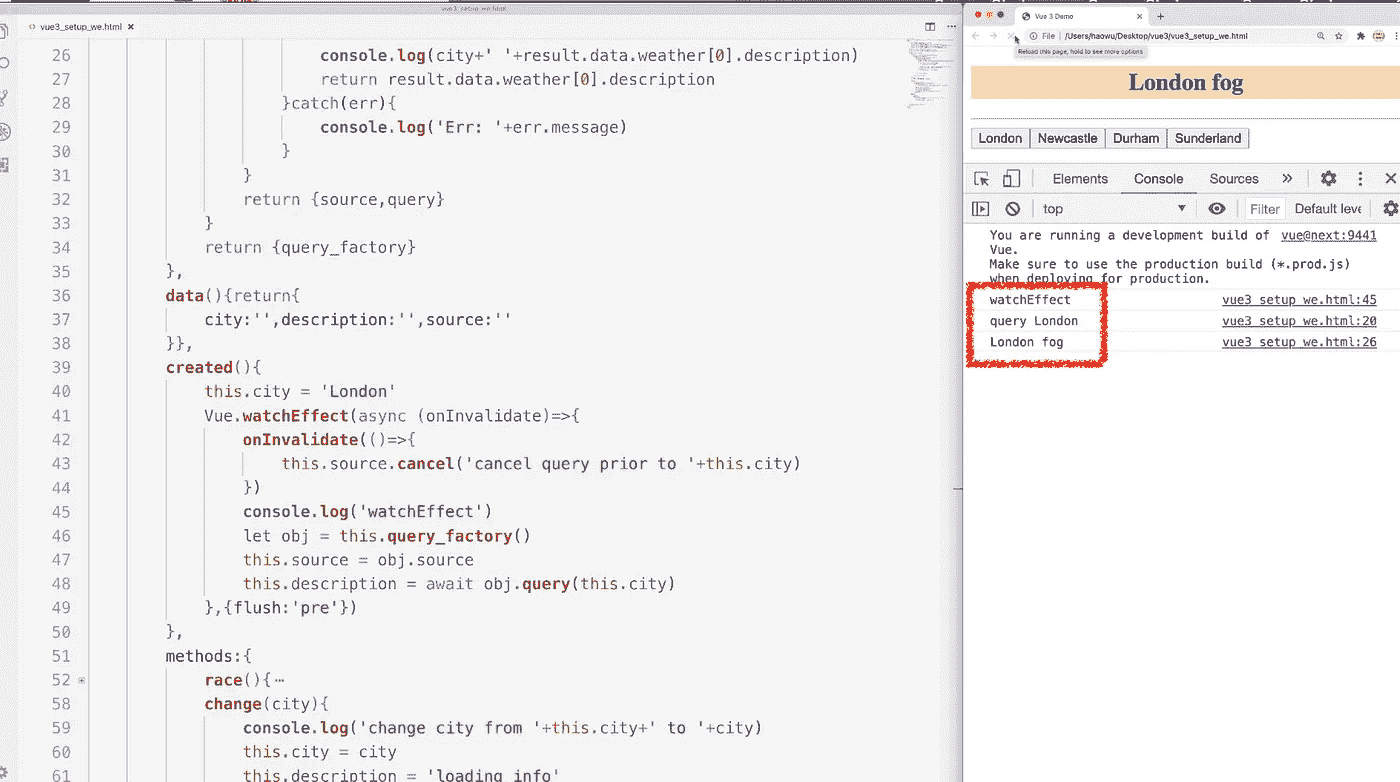 vue3_setup_we.html
vue3_setup_we.html
26 console.log(city+' '+result.data.weather[0].description)
27 return result.data.weather[0].description
28 }catch(err){
29 console.log('Err: '+err.message)
30 }
31 }
32 return {source,query}
33 }
34 return {query_factory}
35 },
36 data(){return{
37 city:'',description:'',source:''
38 }},
39 created(){
40 this.city = 'London'
41 Vue.watchEffect(async (onInvalidate)=>{
42 onInvalidate(()=>{
43 this.source.cancel('cancel query prior to '+this.city)
44 })
45 console.log('watchEffect')
46 let obj = this.query_factory()
47 this.source = obj.source
48 this.description = await obj.query(this.city)
49 },{flush:'pre'})
50 },
51 methods:{
52 race(){⋯
58 change(city){
59 console.log('change city from '+this.city+' to '+city)
60 this.city = city
61 this.description = 'loading info'
Vue 3 Demo
File | /Users/haowu/Desktop/vue3/vue3_setup_we.html
Reload this page, hold to see more options
London fog
London Newcastle Durham Sunderland
Elements Console Sources »
top Filter Default leve
You are running a development build of vue@next:9441
Vue.
Make sure to use the production build (*.prod.js)
when deploying for production.
watchEffect vue3 setup we.html:45
query London vue3 setup we.html:20
London fog vue3 setup we.html:26